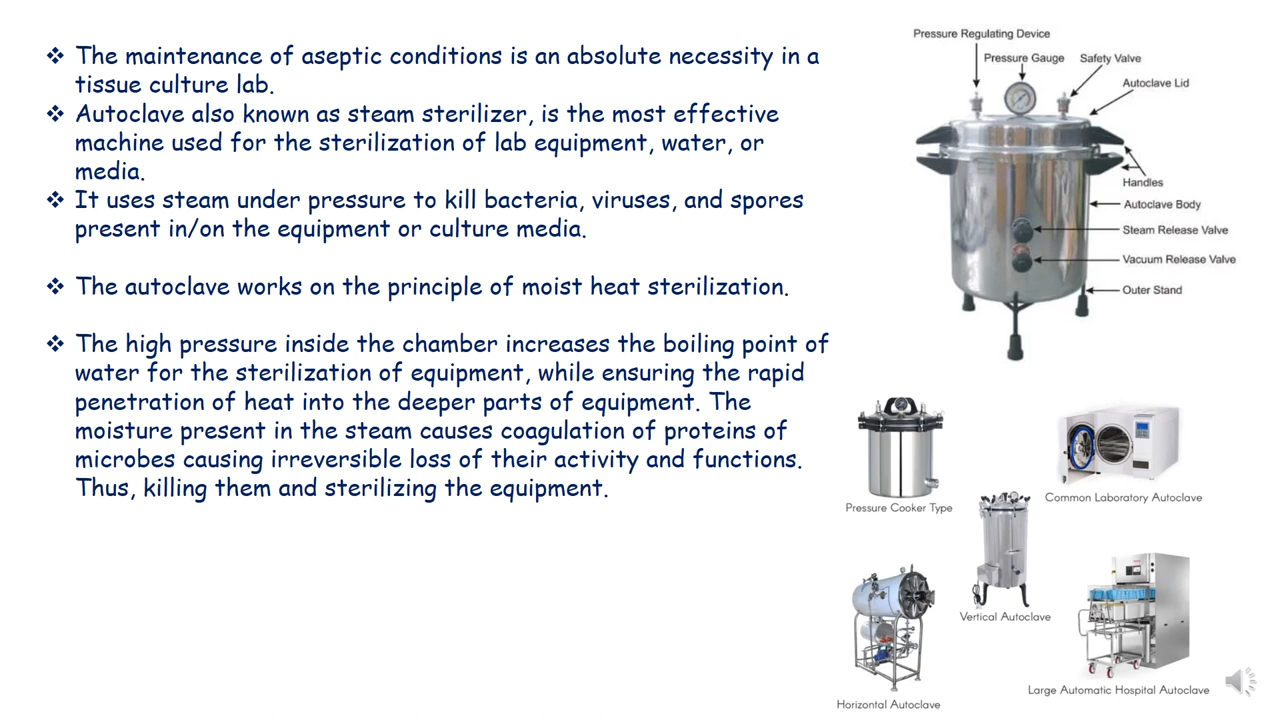 ❖ The maintenance of aseptic conditions is an absolute necessity in a
tissue culture lab.
❖ Autoclave also known as steam sterilizer, is the most effective
machine used for the sterilization of lab equipment, water, or
media.
❖ It uses steam under pressure to kill bacteria, viruses, and spores
present in/on the equipment or culture media.
❖ The autoclave works on the principle of moist heat sterilization.
❖ The high pressure inside the chamber increases the boiling point of
water for the sterilization of equipment, while ensuring the rapid
penetration of heat into the deeper parts of equipment. The
moisture present in the steam causes coagulation of proteins of
microbes causing irreversible loss of their activity and functions.
Thus, killing them and sterilizing the equipment.
Pressure Regulating Device
Pressure Gauge
Safety Valve
Autoclave Lid
Handles
Autoclave Body
Steam Release Valve
Vacuum Release Valve
Outer Stand
Pressure Cooker Type
Common Laboratory Autoclave
Vertical Autoclave
Horizontal Autoclave
Large Automatic Hospital Autoclave